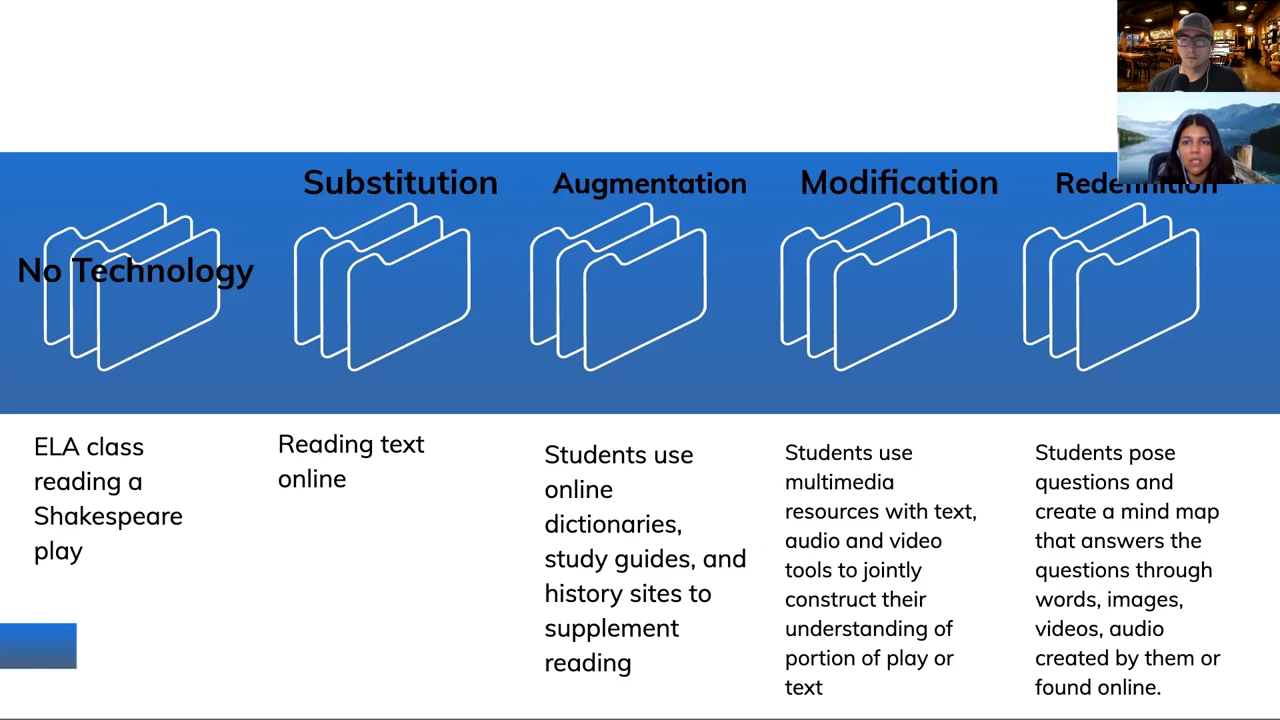 No Technology
Substitution
Augmentation
Modification
Redefinition
ELA class
reading a
Shakespeare
play
Reading text
online
Students use
online
dictionaries,
study guides, and
history sites to
supplement
reading
Students use
multimedia
resources with text,
audio and video
tools to jointly
construct their
understanding of
portion of play or
text
Students pose
questions and
create a mind map
that answers the
questions through
words, images,
videos, audio
created by them or
found online.